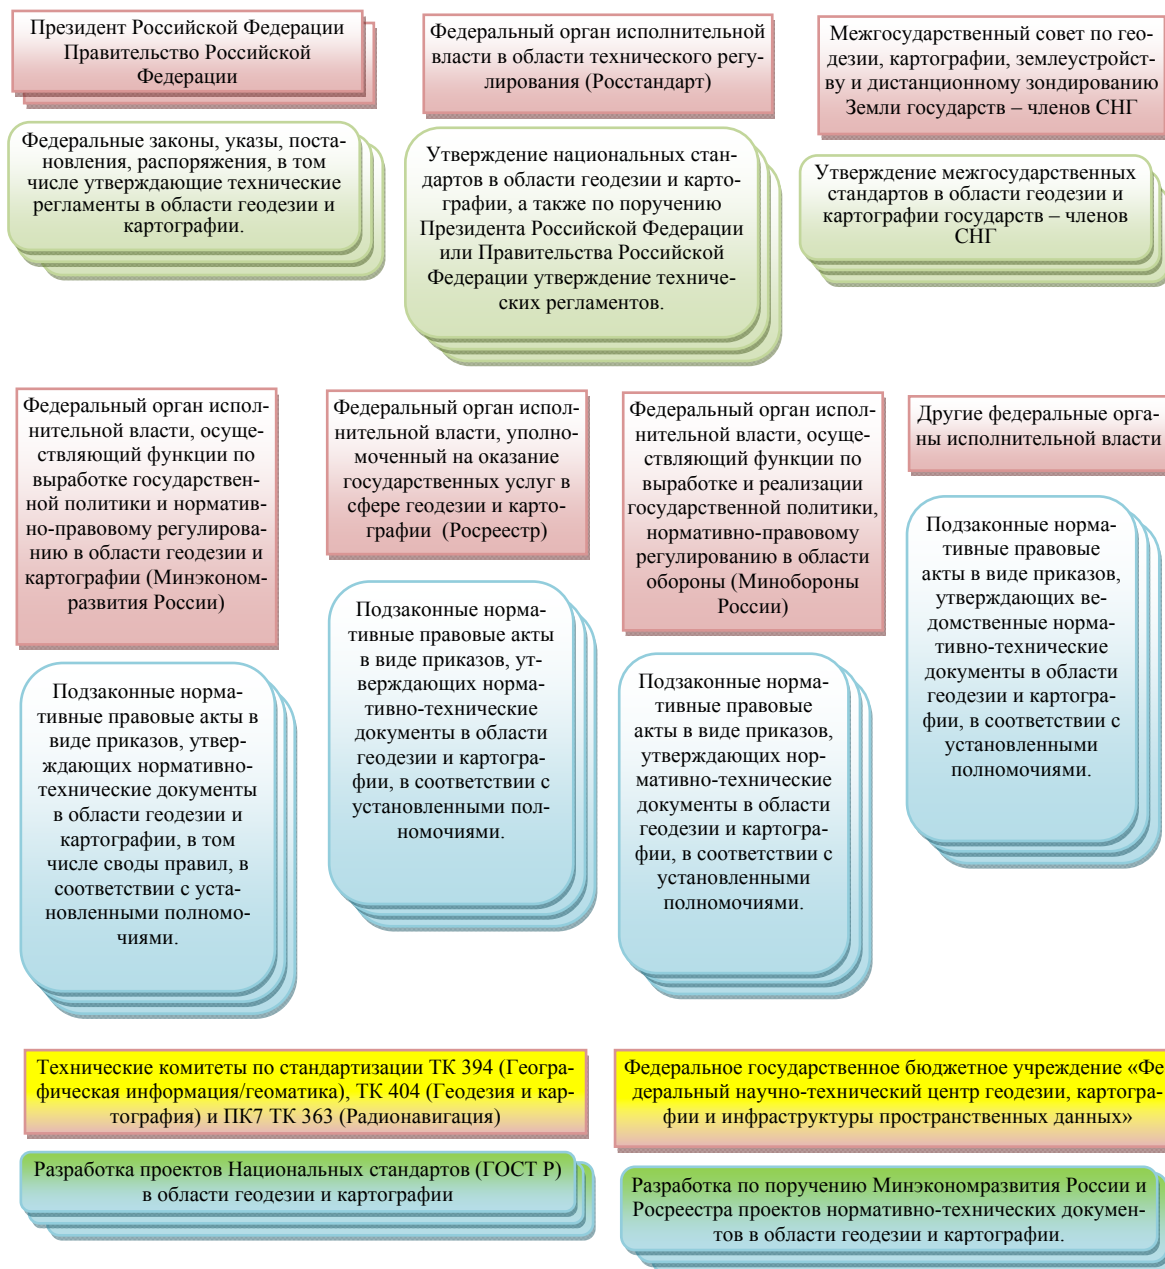 Президент Российской Федерации
Правительство Российской
Федерации
Федеральные законы, указы, поста-
новления, распоряжения, в том
числе утверждающие технические
регламенты в области геодезии и
картографии.
Федеральный орган исполнительной
власти в области технического регу-
лирования (Росстандарт)
Утверждение национальных стан-
дартов в области геодезии и карто-
графии, а также по поручению
Президента Российской Федерации
или Правительства Российской
Федерации утверждение техниче-
ских регламентов.
Межгосударственный совет по гео-
дезии, картографии, землеустройст-
ву и дистанционному зондированию
Земли государств – членов СНГ
Утверждение межгосударственных
стандартов в области геодезии и
картографии государств – членов
СНГ
Федеральный орган испол-
нительной власти, осуще-
ствляющий функции по
выработке государствен-
ной политики и норматив-
но-правовому регулирова-
нию в области геодезии и
картографии (Минэконом-
развития России)
Подзаконные норма-
тивные правовые акты в
виде приказов, утвер-
ждающих нормативно-
технические документы
в области геодезии и
картографии, в том
числе своды правил, в
соответствии с уста-
новленными полномо-
чиями.
Федеральный орган испол-
нительной власти, уполно-
моченный на оказание
государственных услуг в
сфере геодезии и карто-
графии (Росреестр)
Подзаконные норма-
тивные правовые акты
в виде приказов, ут-
верждающих норма-
тивно-технические
документы в области
геодезии и картогра-
фии, в соответствии с
установленными пол-
номочиями.
Федеральный орган испол-
нительной власти, осуще-
ствляющий функции по
выработке и реализации
государственной политики,
нормативно-правовому
регулированию в области
обороны (Минобороны
России)
Подзаконные норма-
тивные правовые
акты в виде приказов,
утверждающих нор-
мативно-технические
документы в области
геодезии и картогра-
фии, в соответствии с
установленными
полномочиями.
Другие федеральные орга-
ны исполнительной власти
Подзаконные норма-
тивные правовые
акты в виде приказов,
утверждающих ве-
домственные норма-
тивно-технические
документы в области
геодезии и картогра-
фии, в соответствии с
установленными
полномочиями.
Технические комитеты по стандартизации ТК 394 (Геогра-
фическая информация/геоматика), ТК 404 (Геодезия и кар-
тография) и ПК7 ТК 363 (Радионавигация)
Разработка проектов Национальных стандартов (ГОСТ Р)
в области геодезии и картографии
Федеральное государственное бюджетное учреждение «Фе
деральный научно-технический центр геодезии, картогра-
фии и инфраструктуры пространственных данных»
Разработка по поручению Минэкономразвития России и
Росреестра проектов нормативно-технических докумен-
тов в области геодезии и картографии.